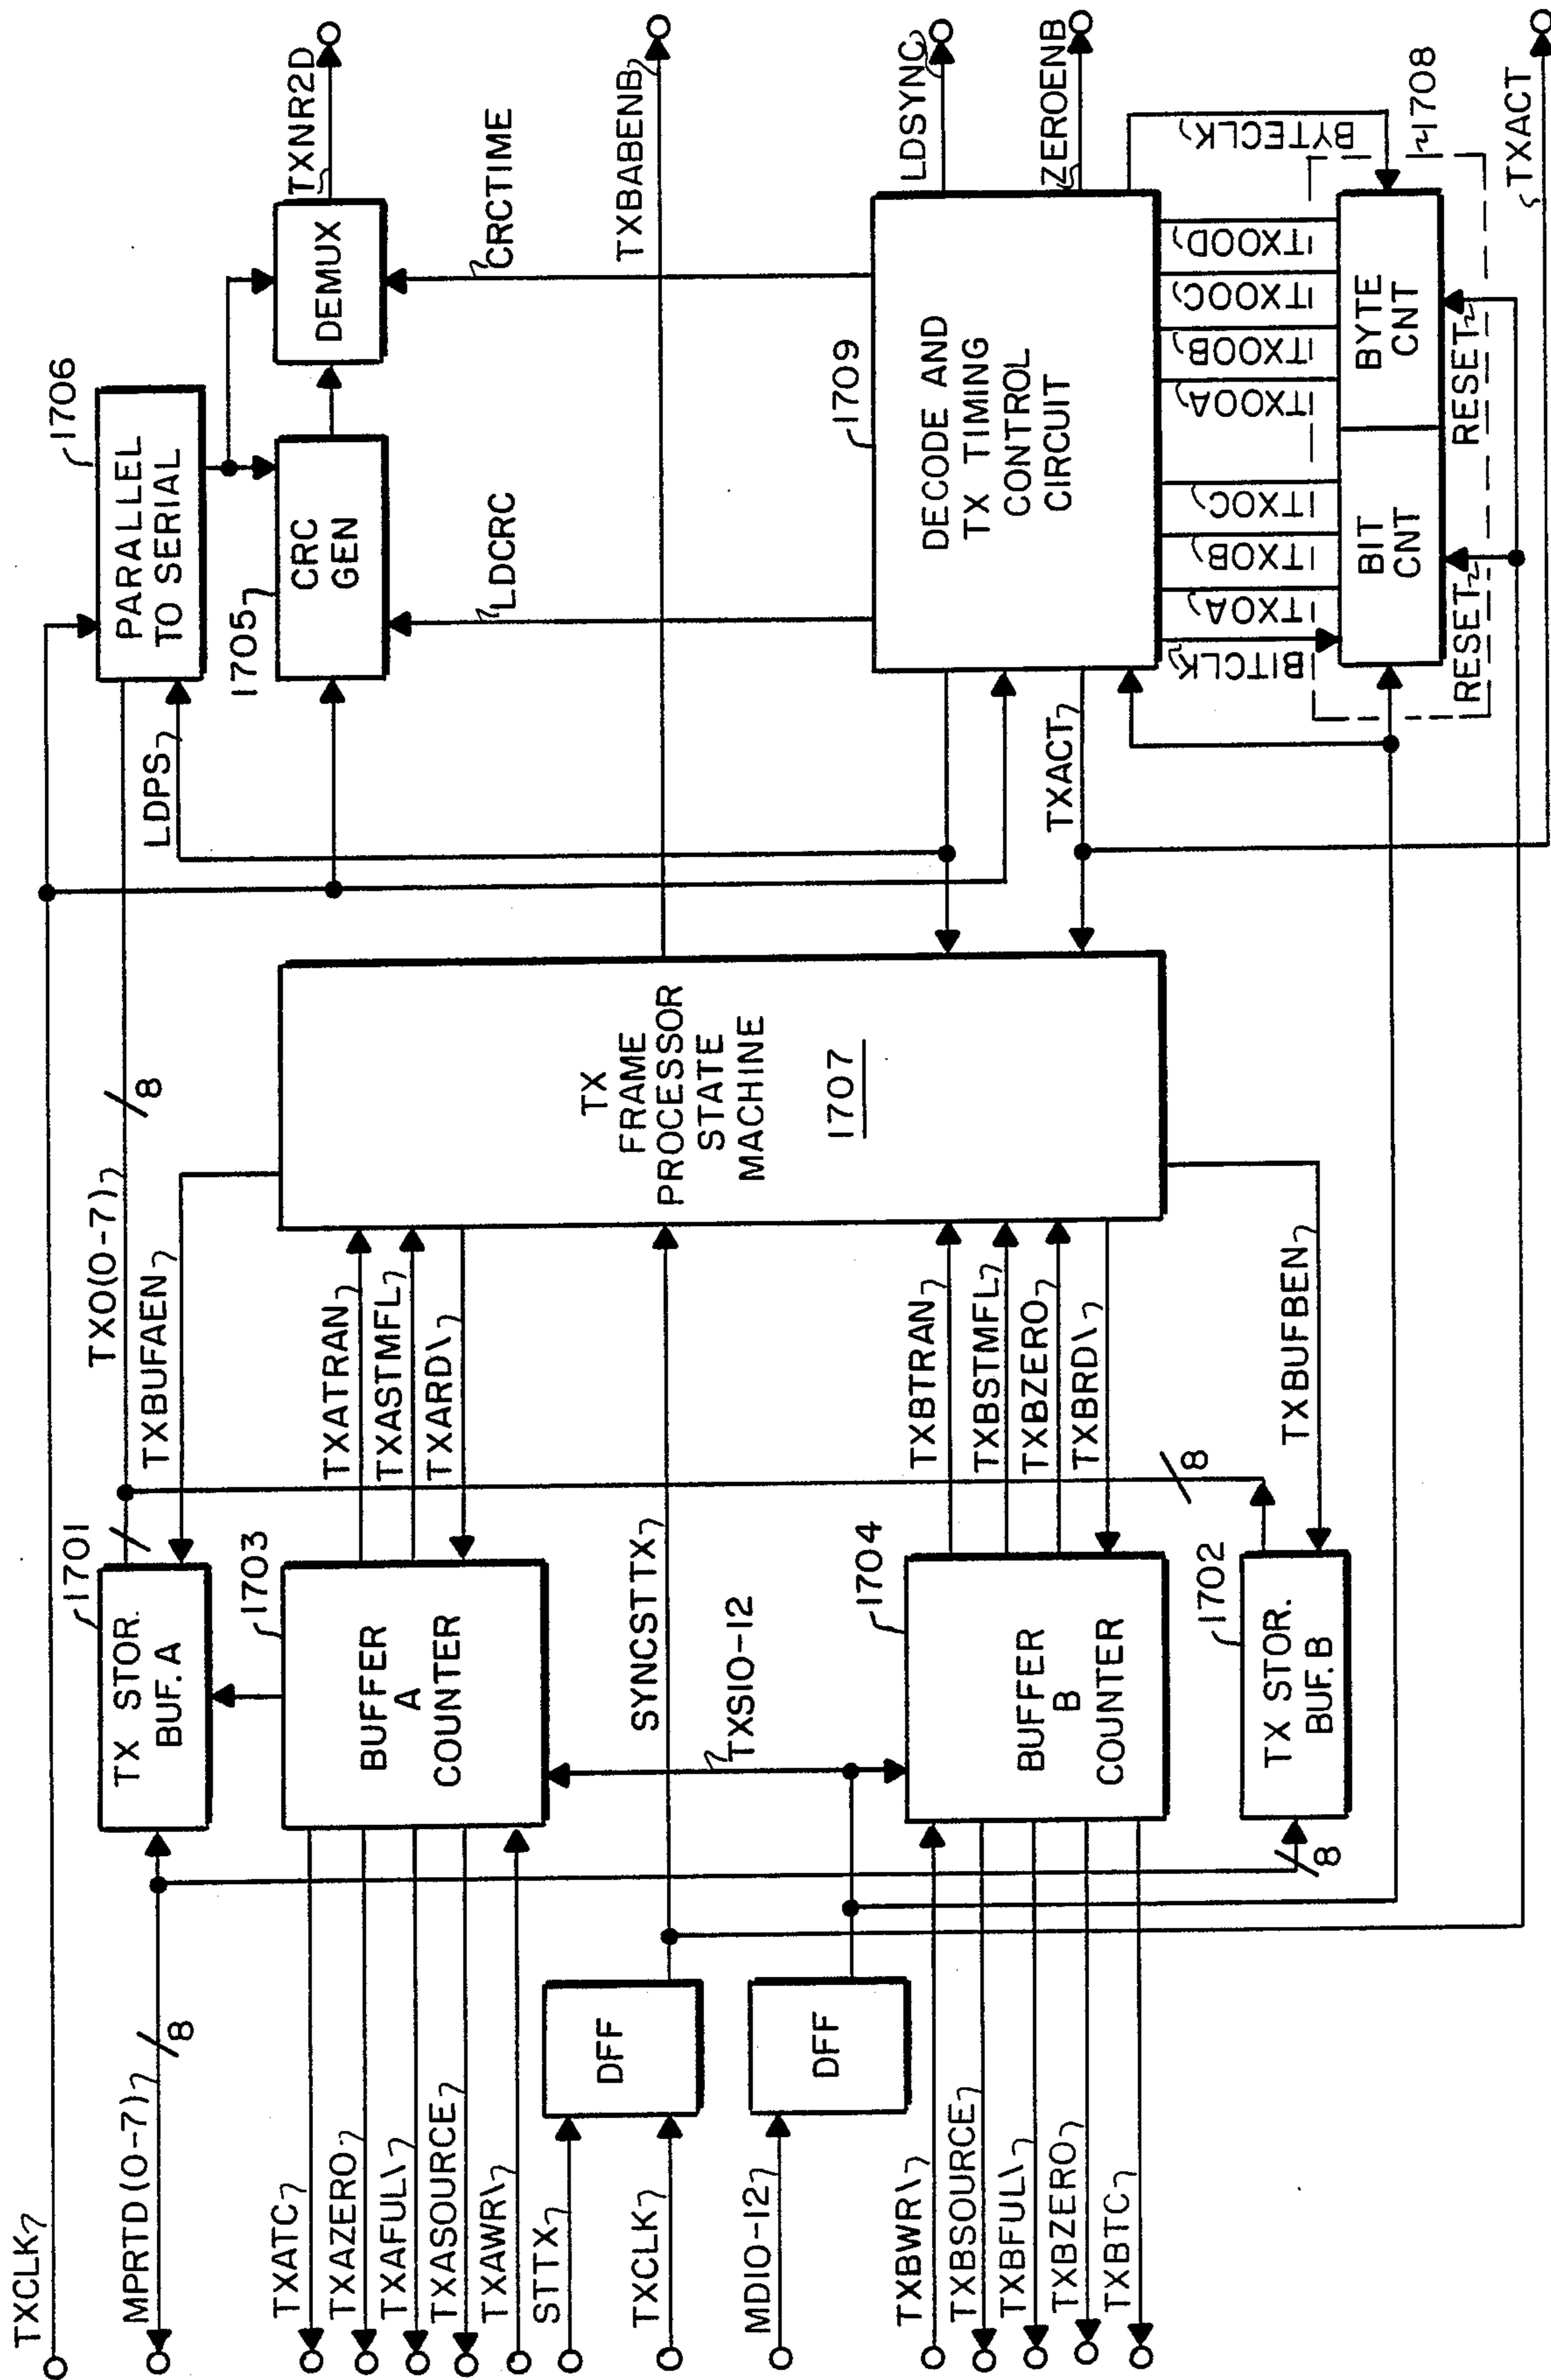 TXCLK
MPRTD (0-7)
8
TXATC
TXAZERO
TXAFUL\
TXASOURCE
TXAWR\
STTX
TXCLK
MD10-12
TXBWR\
TXBSOURCE
TXBFUL\
TXBZERO
TXBTC
DFF
DFF
1701
TX STOR.
BUF. A
1703
BUFFER
A
COUNTER
SYNCSTTX
TXS10-12
1704
BUFFER
B
COUNTER
1702
TX STOR.
BUF. B
8
8
TXO(0-7)
8
TXBUFAEN
TXATRAN
TXASTMFL
TXARD\
TXBTRAN
TXBSTMFL
TXBZERO
TXBRD\
TXBUFBEN
TX
FRAME
PROCESSOR
STATE
MACHINE
1707
LDPS
1706
PARALLEL
TO SERIAL
1705
CRC
GEN
DEMUX
TXNR2D
LDCRC
CRCTIME
TXBABENB
TXACT
1709
DECODE AND
TX TIMING
CONTROL
CIRCUIT
LDSYNC
ZEROENB
BITCLK
TXOA
TXOB
TXOC
TXOOA
TXOOB
TXOOC
TXOOD
BYTECLK
1708
BIT
CNT
BYTE
CNT
RESET
RESET
TXACT